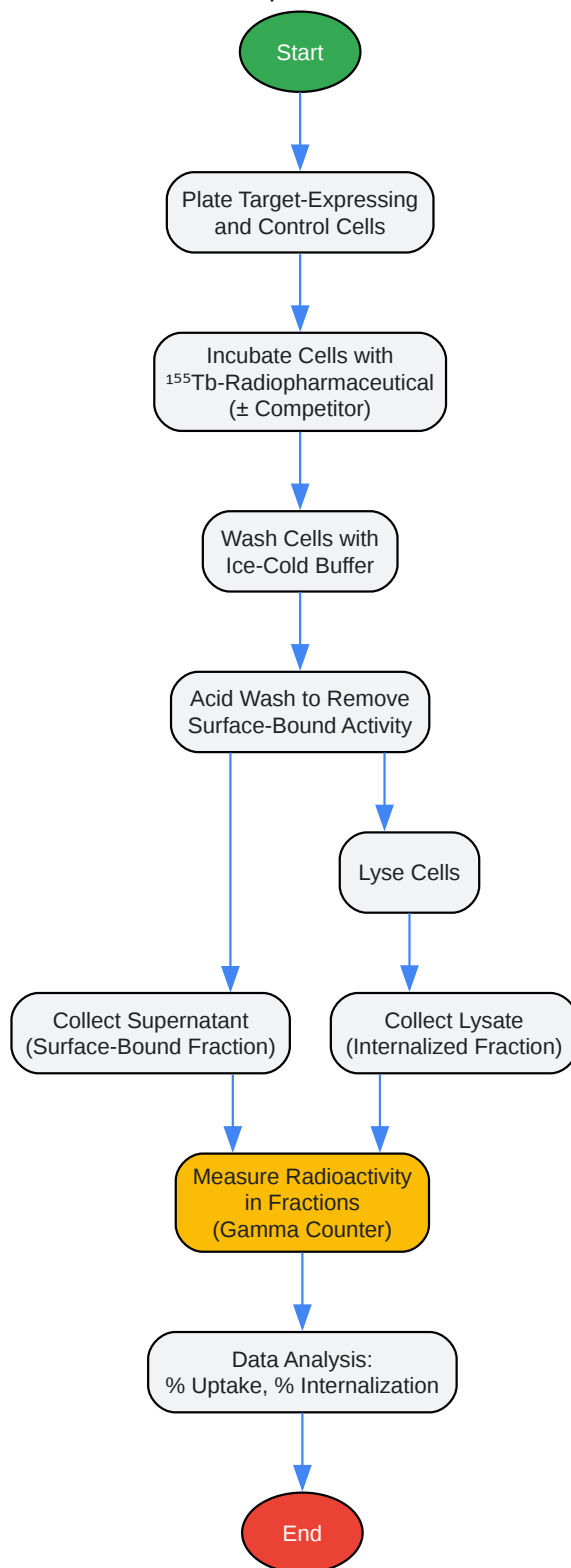 Start
Plate Target-Expressing
and Control Cells
Incubate Cells with
¹⁵⁵Tb-Radiopharmaceutical
(± Competitor)
Wash Cells with
Ice-Cold Buffer
Acid Wash to Remove
Surface-Bound Activity
Lyse Cells
Collect Supernatant
(Surface-Bound Fraction)
Collect Lysate
(Internalized Fraction)
Measure Radioactivity
in Fractions
(Gamma Counter)
Data Analysis:
% Uptake, % Internalization
End